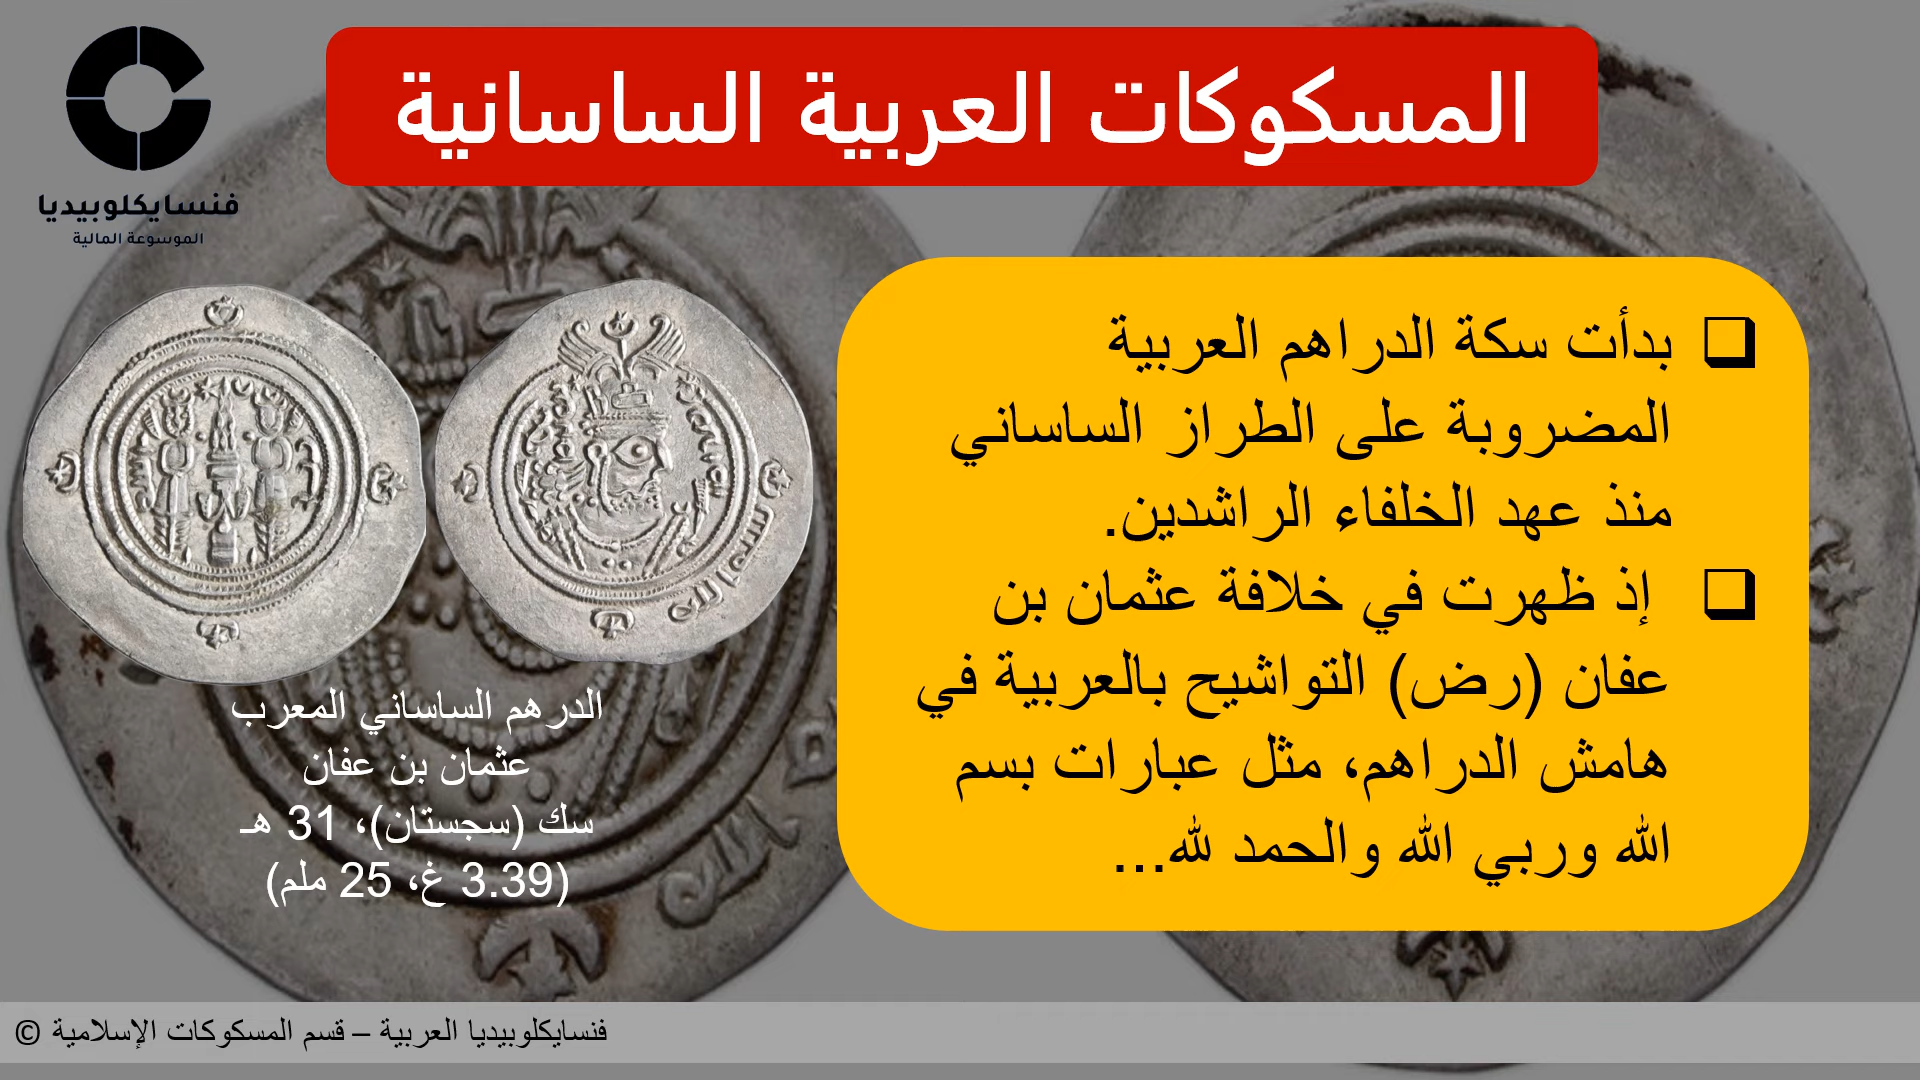 المسكوكات العربية الساسانية
فنسايكلوبيديا
الموسوعة المالية
❑ بدأت سكة الدراهم العربية
المضروبة على الطراز الساساني
منذ عهد الخلفاء الراشدين.
❑ إذ ظهرت في خلافة عثمان بن
عفان (رض) التواشيح بالعربية في
هامش الدراهم، مثل عبارات بسم
الله وربي الله والحمد لله...
الدرهم الساساني المعرب
عثمان بن عفان
سك (سجستان)، 31 هـ
(3.39 غ، 25 ملم)
فنسايكلوبيديا العربية – قسم المسكوكات الإسلامية ©